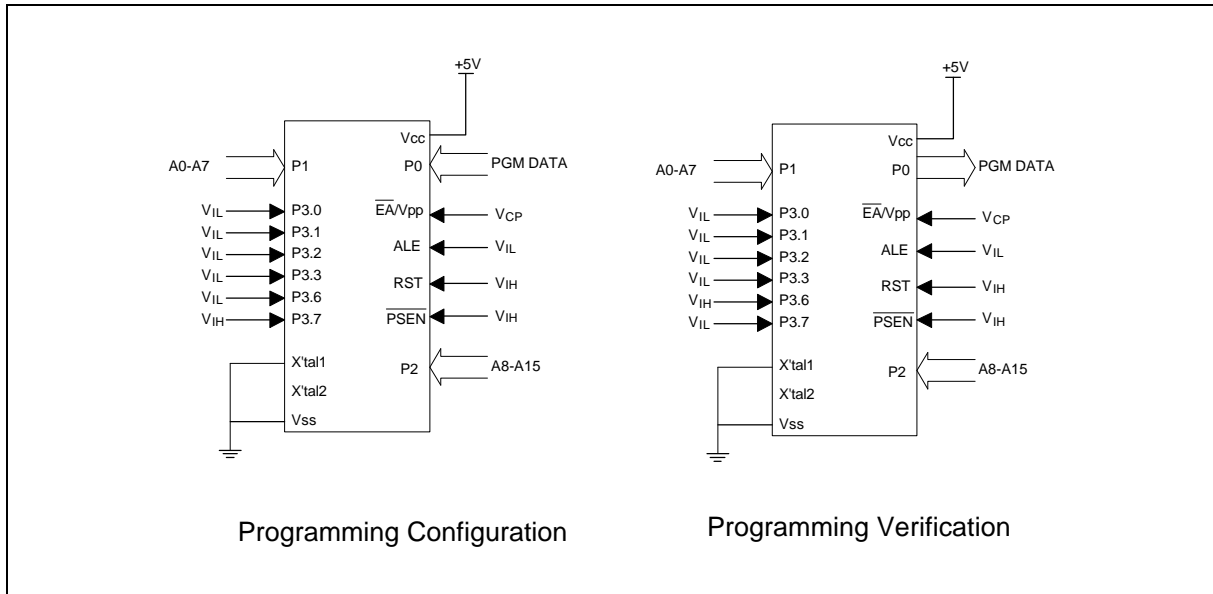 +5V
Vcc
A0-A7
P1
P0
PGM DATA
VIL
P3.0
EA/Vpp
VCP
VIL
P3.1
VIL
P3.2
ALE
VIL
VIL
P3.3
RST
VIH
VIL
P3.6
VIH
P3.7
PSEN
VIH
X'tal1
P2
A8-A15
X'tal2
Vss
Programming Configuration
+5V
Vcc
A0-A7
P1
P0
PGM DATA
VIL
P3.0
EA/Vpp
VCP
VIL
P3.1
VIL
P3.2
ALE
VIL
VIL
P3.3
RST
VIH
VIH
P3.6
VIL
P3.7
PSEN
VIH
X'tal1
P2
A8-A15
X'tal2
Vss
Programming Verification